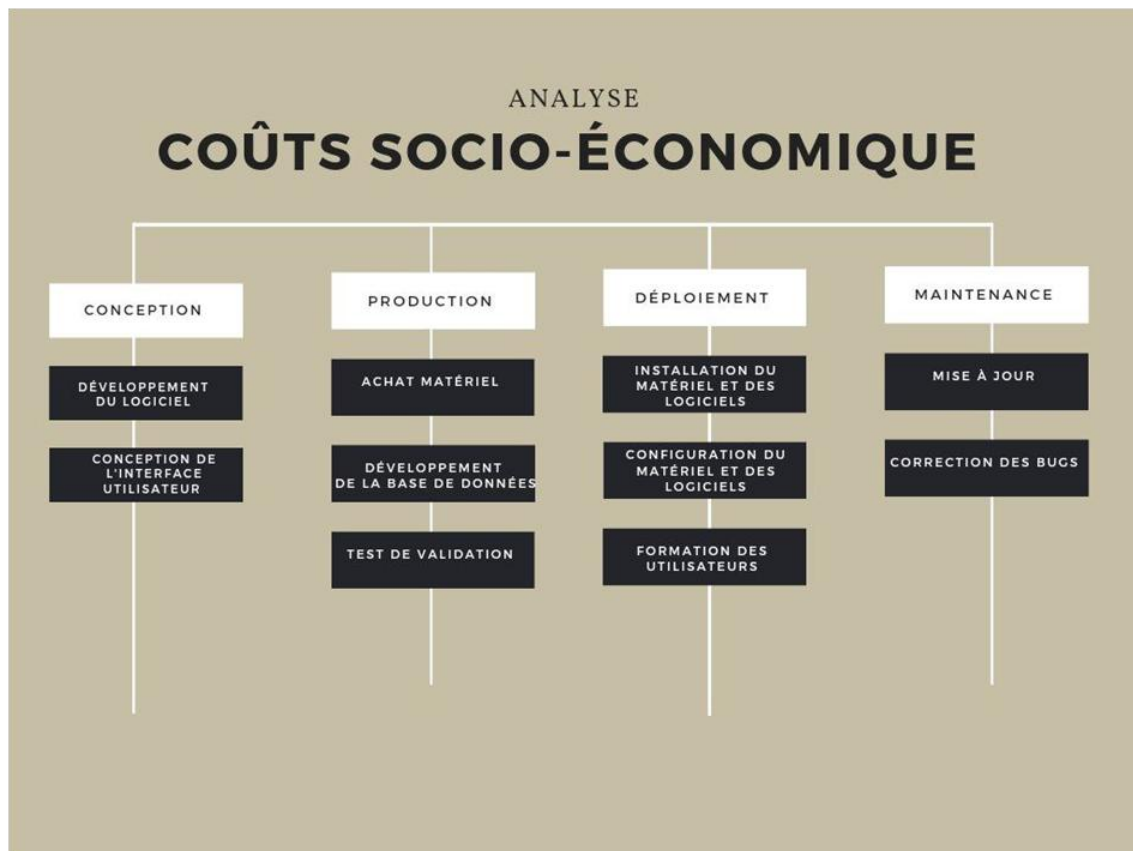 ANALYSE
COÛTS SOCIO-ÉCONOMIQUE
CONCEPTION
DÉVELOPPEMENT
DU LOGICIEL
CONCEPTION DE
L'INTERFACE
UTILISATEUR
PRODUCTION
ACHAT MATÉRIEL
DÉVELOPPEMENT
DE LA BASE DE DONNÉES
TEST DE VALIDATION
DÉPLOIEMENT
INSTALLATION DU
MATÉRIEL ET DES
LOGICIELS
CONFIGURATION DU
MATÉRIEL ET DES
LOGICIELS
FORMATION DES
UTILISATEURS
MAINTENANCE
MISE À JOUR
CORRECTION DES BUGS